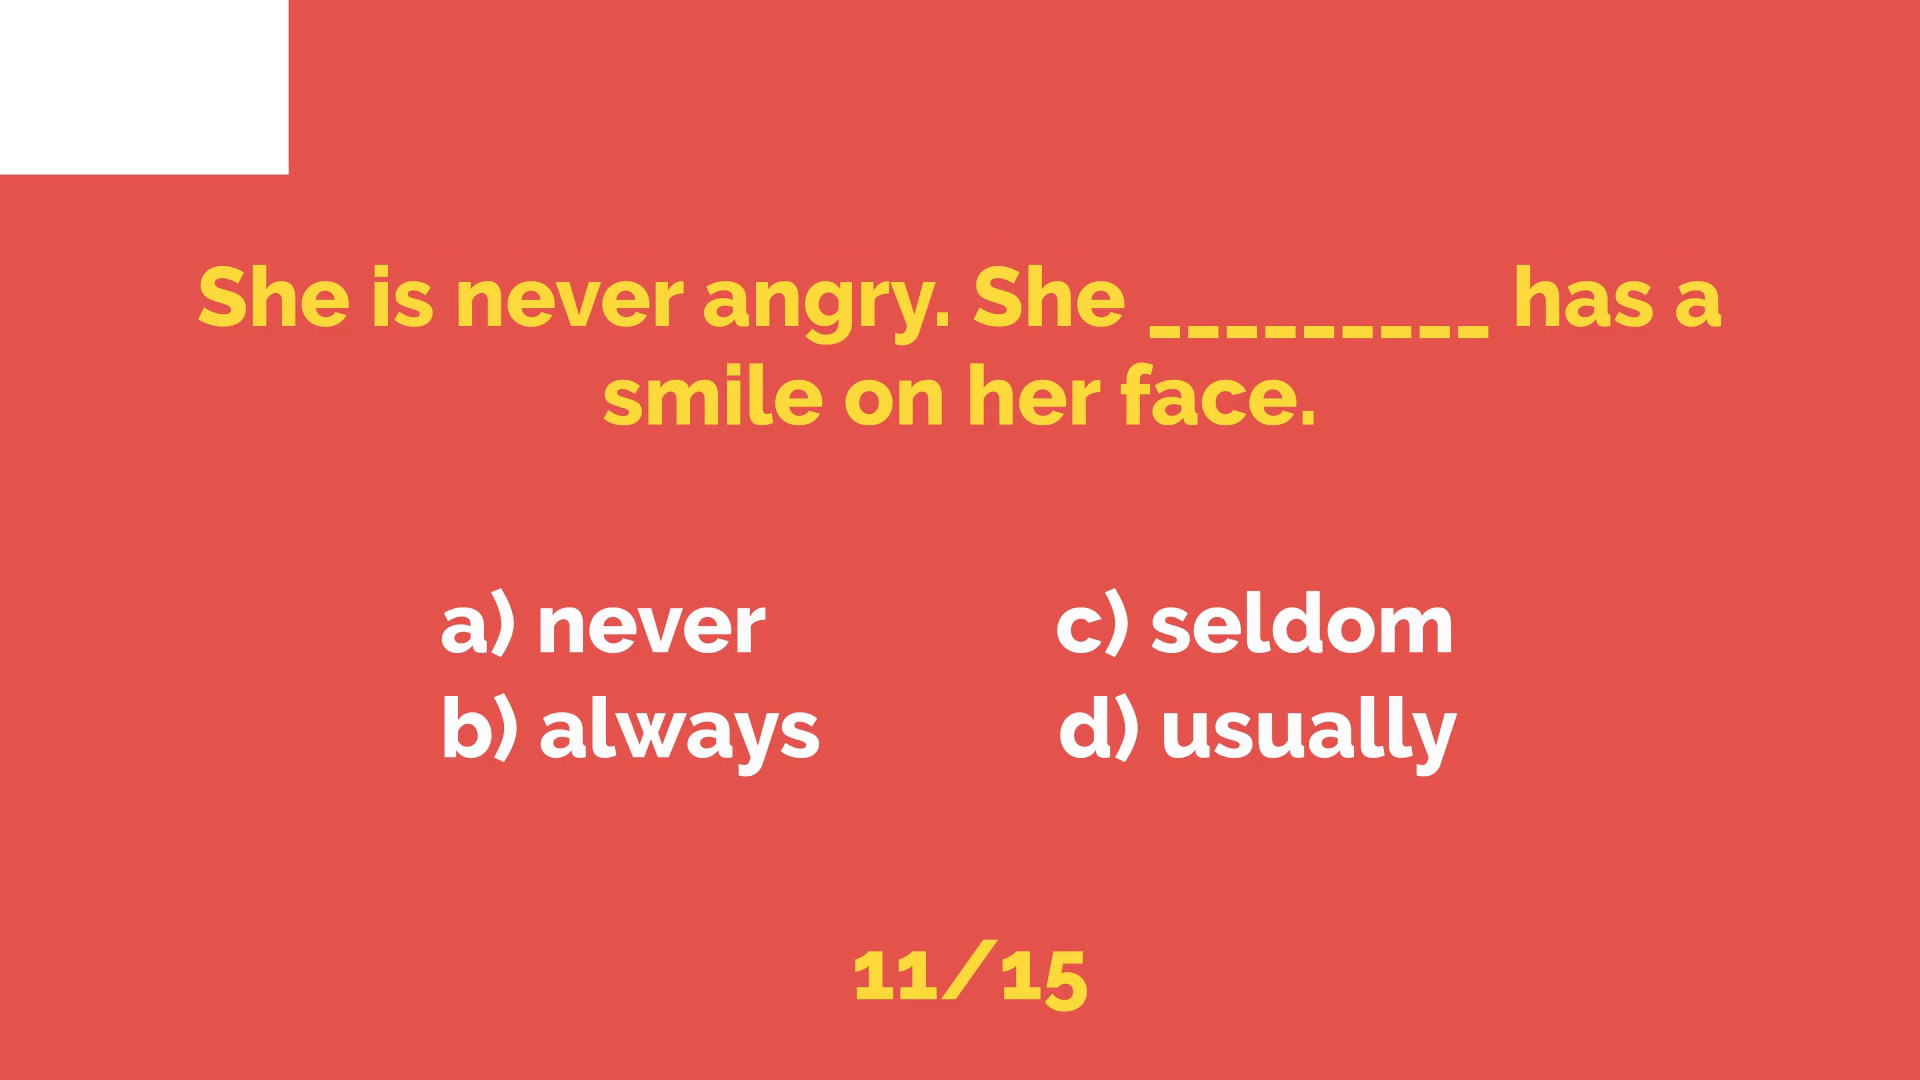 She is never angry. She _________ has a
smile on her face.
a) never
b) always
c) seldom
d) usually
11/15